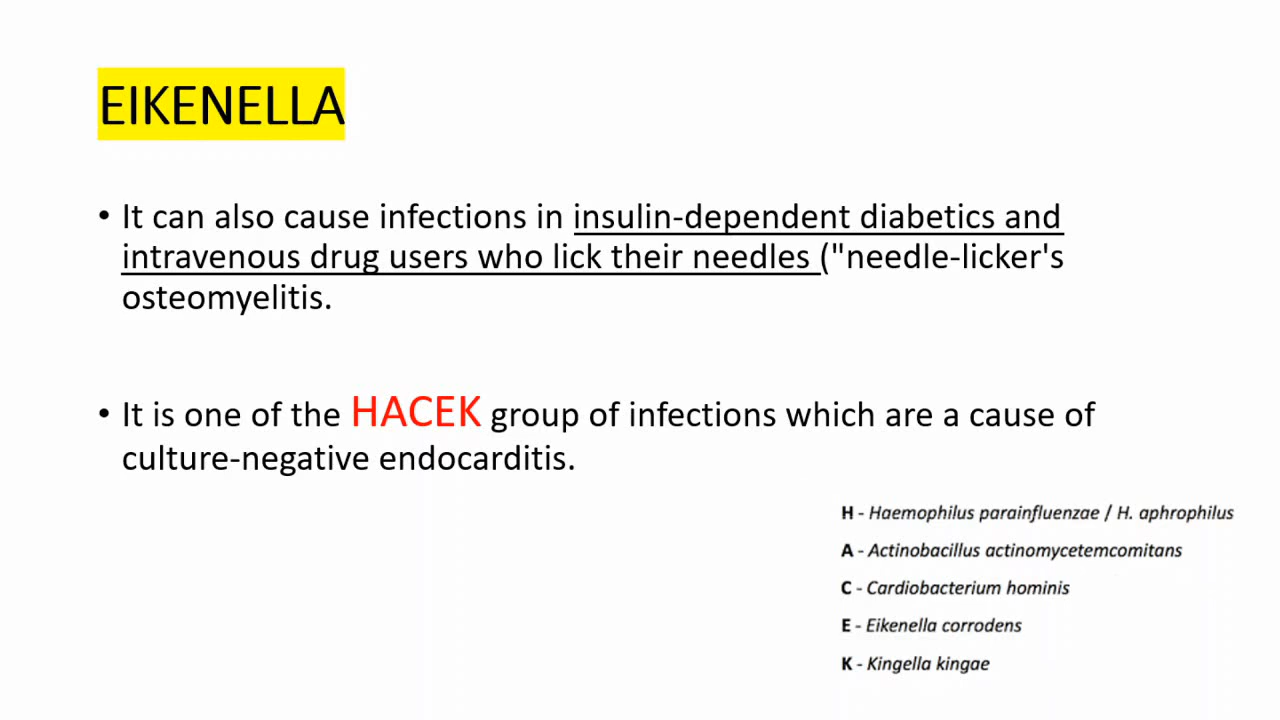 EIKENELLA
• It can also cause infections in insulin-dependent diabetics and
intravenous drug users who lick their needles ("needle-licker's
osteomyelitis.
• It is one of the HACEK group of infections which are a cause of
culture-negative endocarditis.
H - Haemophilus parainfluenzae / H. aphrophilus
A - Actinobacillus actinomycetemcomitans
C - Cardiobacterium hominis
E - Eikenella corrodens
K - Kingella kingae